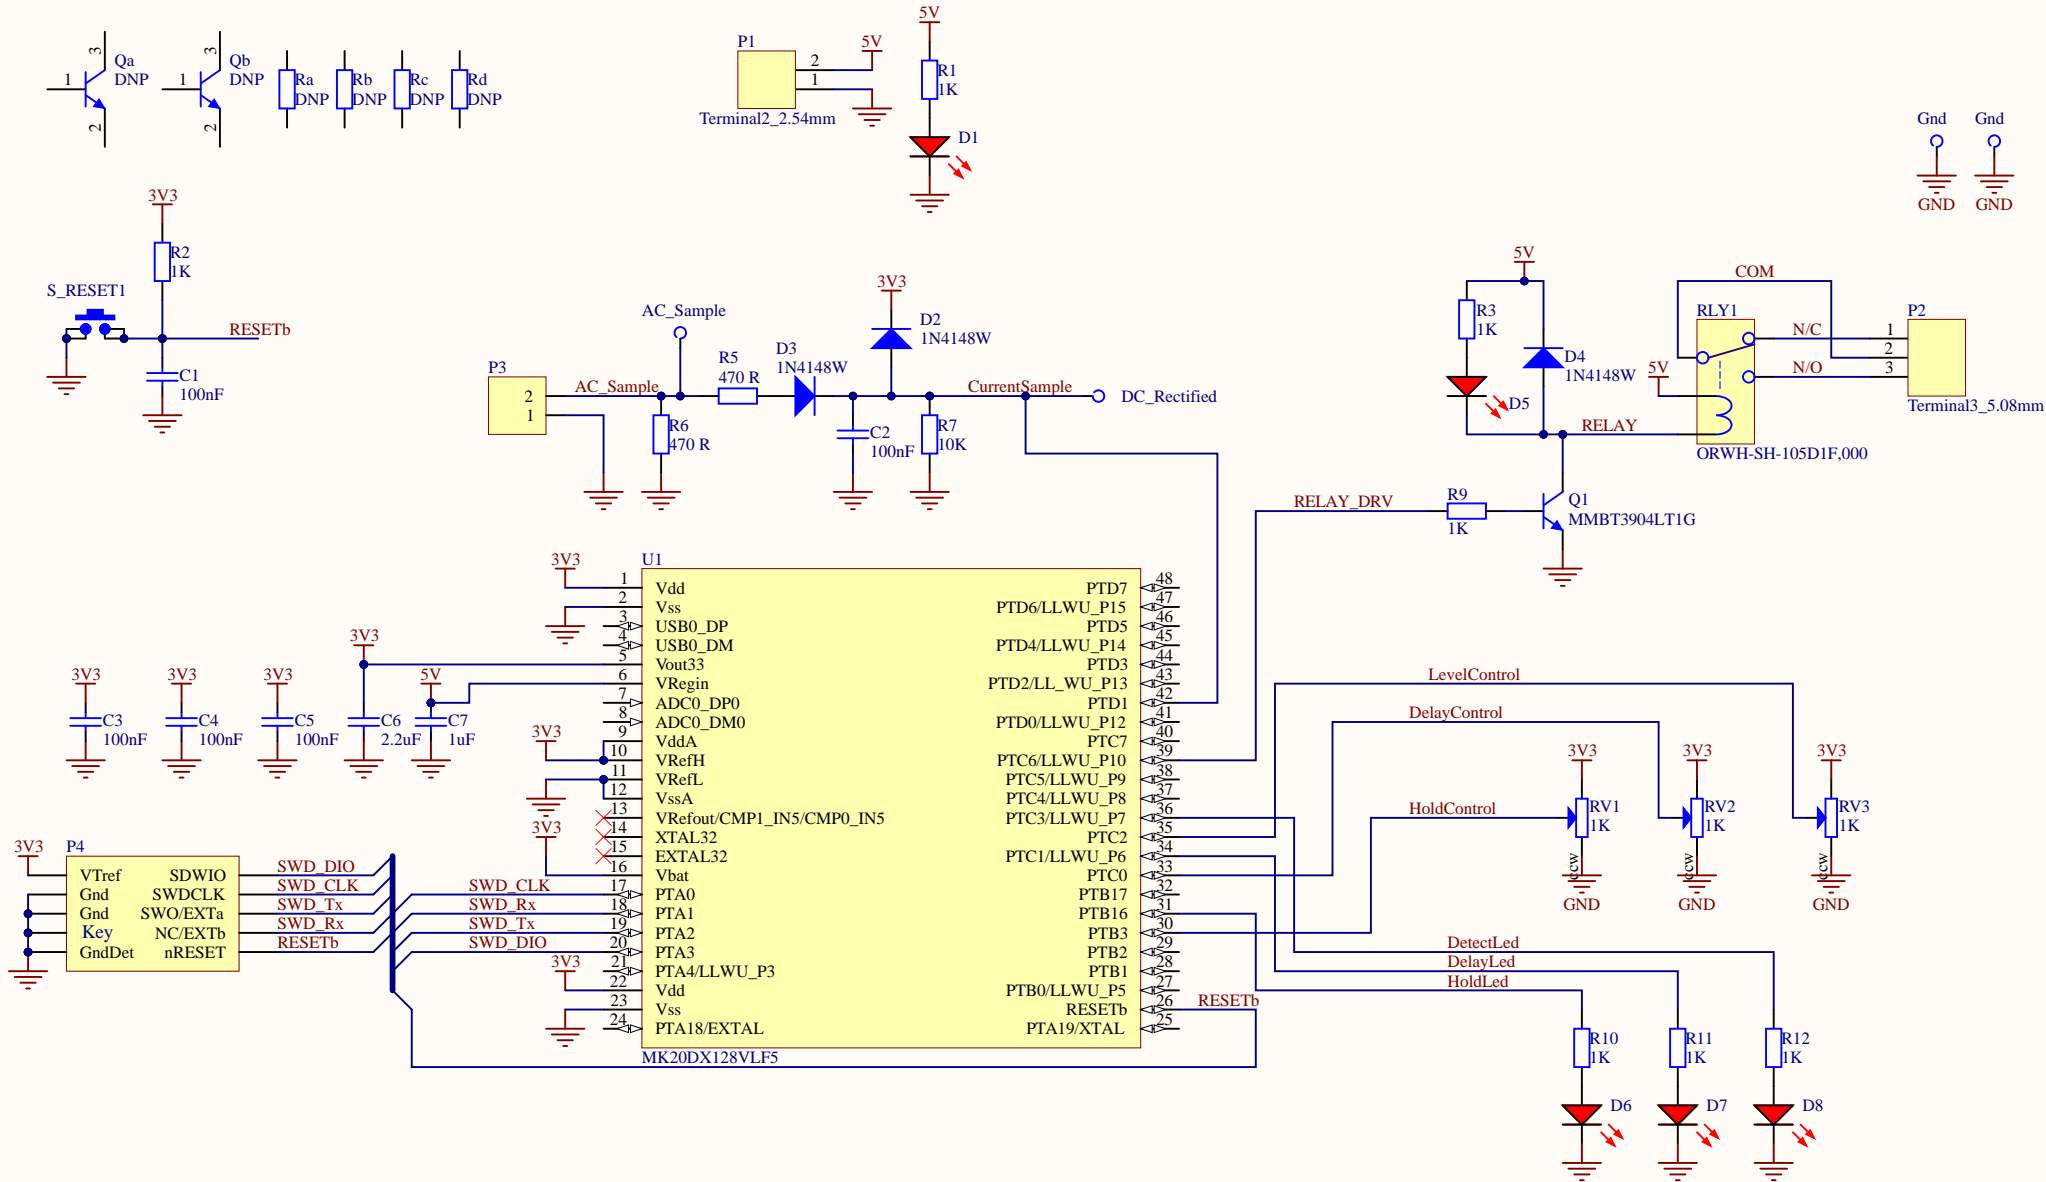 3
1
2
Qa
DNP
3
1
2
Qb
DNP
Ra
DNP
Rb
DNP
Rc
DNP
Rd
DNP
P1
2
1
5V
Terminal2_2.54mm
5V
R1
1K
D1
Gnd
GND
Gnd
GND
3V3
R2
1K
S_RESET1
RESETb
C1
100nF
P3
2
1
AC_Sample
AC_Sample
R6
470 R
R5
470 R
D3
1N4148W
3V3
D2
1N4148W
C2
100nF
R7
10K
CurrentSample
DC_Rectified
5V
R3
1K
D5
D4
1N4148W
RELAY
COM
RLY1
5V
N/C
N/O
ORWH-SH-105D1F,000
P2
1
2
3
Terminal3_5.08mm
RELAY_DRV
R9
1K
Q1
MMBT3904LT1G
U1
3V3
1 Vdd
2 Vss
3 USB0_DP
4 USB0_DM
5 Vout33
6 VRegin
7 ADC0_DP0
8 ADC0_DM0
9 VddA
10 VRefH
11 VRefL
12 VssA
13 VRefout/CMP1_IN5/CMP0_IN5
14 XTAL32
15 EXTAL32
16 Vbat
17 PTA0
18 PTA1
19 PTA2
20 PTA3
21 PTA4/LLWU_P3
22 Vdd
23 Vss
24 PTA18/EXTAL
PTD7 48
PTD6/LLWU_P15 47
PTD5 46
PTD4/LLWU_P14 45
PTD3 44
PTD2/LL_WU_P13 43
PTD1 42
PTD0/LLWU_P12 41
PTC7 40
PTC6/LLWU_P10 39
PTC5/LLWU_P9 38
PTC4/LLWU_P8 37
PTC3/LLWU_P7 36
PTC2 35
PTC1/LLWU_P6 34
PTC0 33
PTB17 32
PTB16 31
PTB3 30
PTB2 29
PTB1 28
PTB0/LLWU_P5 27
RESETb 26
PTA19/XTAL 25
MK20DX128VLF5
3V3
3V3
3V3
SWD_CLK
SWD_Rx
SWD_Tx
SWD_DIO
RESETb
3V3
C3
100nF
3V3
C4
100nF
3V3
C5
100nF
3V3
C6
2.2uF
5V
C7
1uF
3V3
P4
VTref
Gnd
Gnd
Key
GndDet
SDWIO
SWDCLK
SWO/EXTa
NC/EXTb
nRESET
SWD_DIO
SWD_CLK
SWD_Tx
SWD_Rx
RESETb
LevelControl
DelayControl
HoldControl
3V3
RV1
1K
ccw
GND
3V3
RV2
1K
ccw
GND
3V3
RV3
1K
ccw
GND
DetectLed
DelayLed
HoldLed
R10
1K
D6
GND
R11
1K
D7
GND
R12
1K
D8
GND